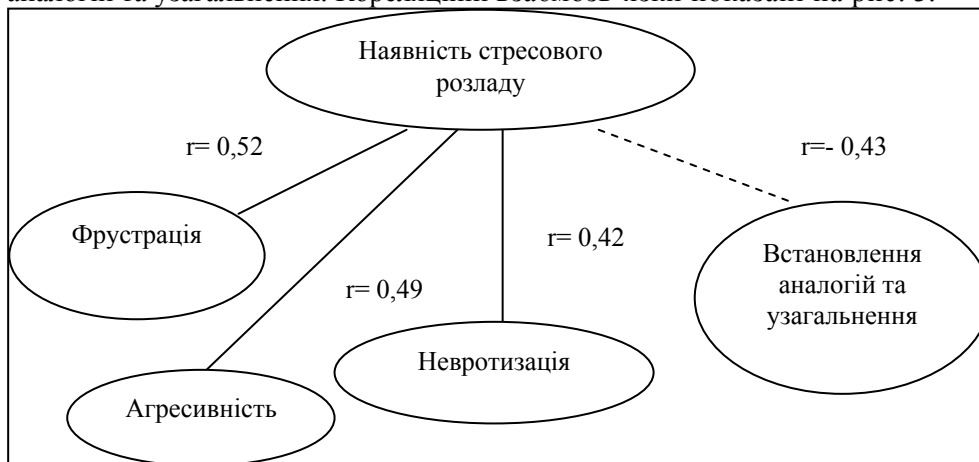 аналогій та узагальнення. Кореляційні взаємозв'язки показані на рис. 3.
Наявність стресового
розладу
r= 0,52
r=- 0,43
Фрустрація
r= 0,42
Встановлення
аналогій та
узагальнення
r= 0,49
Невротизація
Агресивність